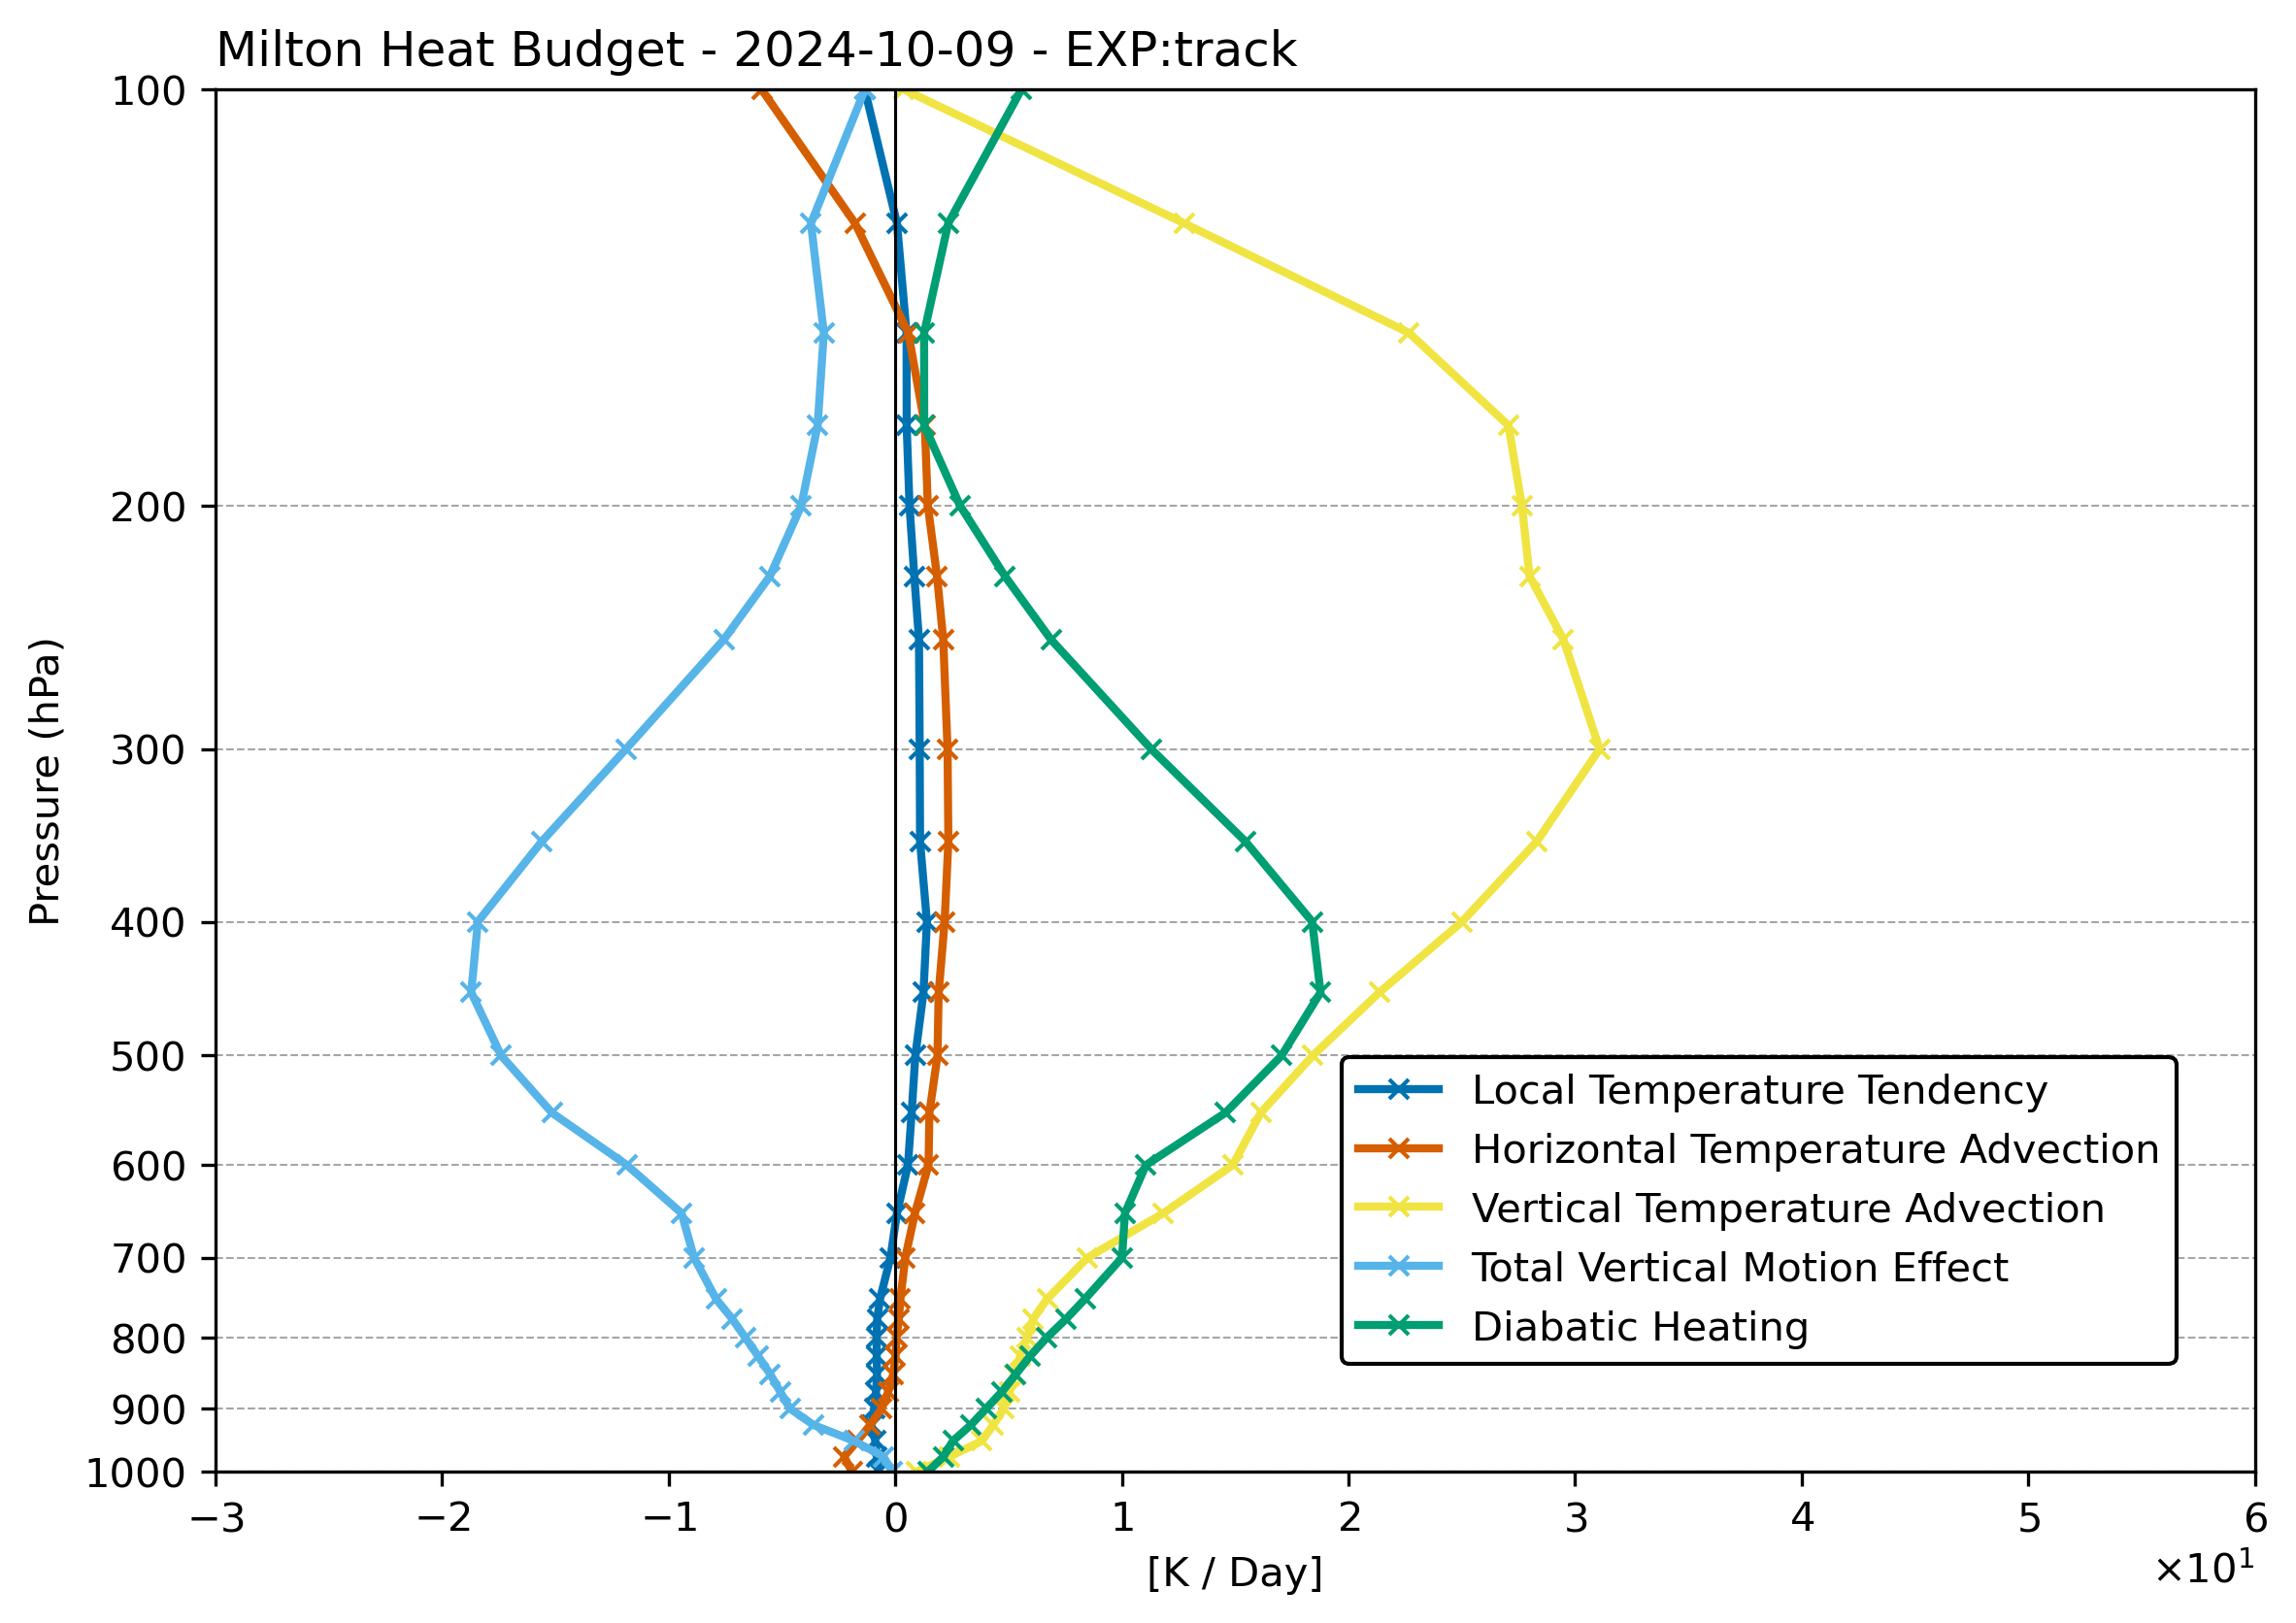 Milton Heat Budget - 2024-10-09 - EXP:track
100
200
300
400
500
600
700
800
900
1000
Pressure (hPa)
Local Temperature Tendency
Horizontal Temperature Advection
Vertical Temperature Advection
Total Vertical Motion Effect
Diabatic Heating
−3 −2 −1 0 1 2 3 4 5 6
[K / Day]
×10¹